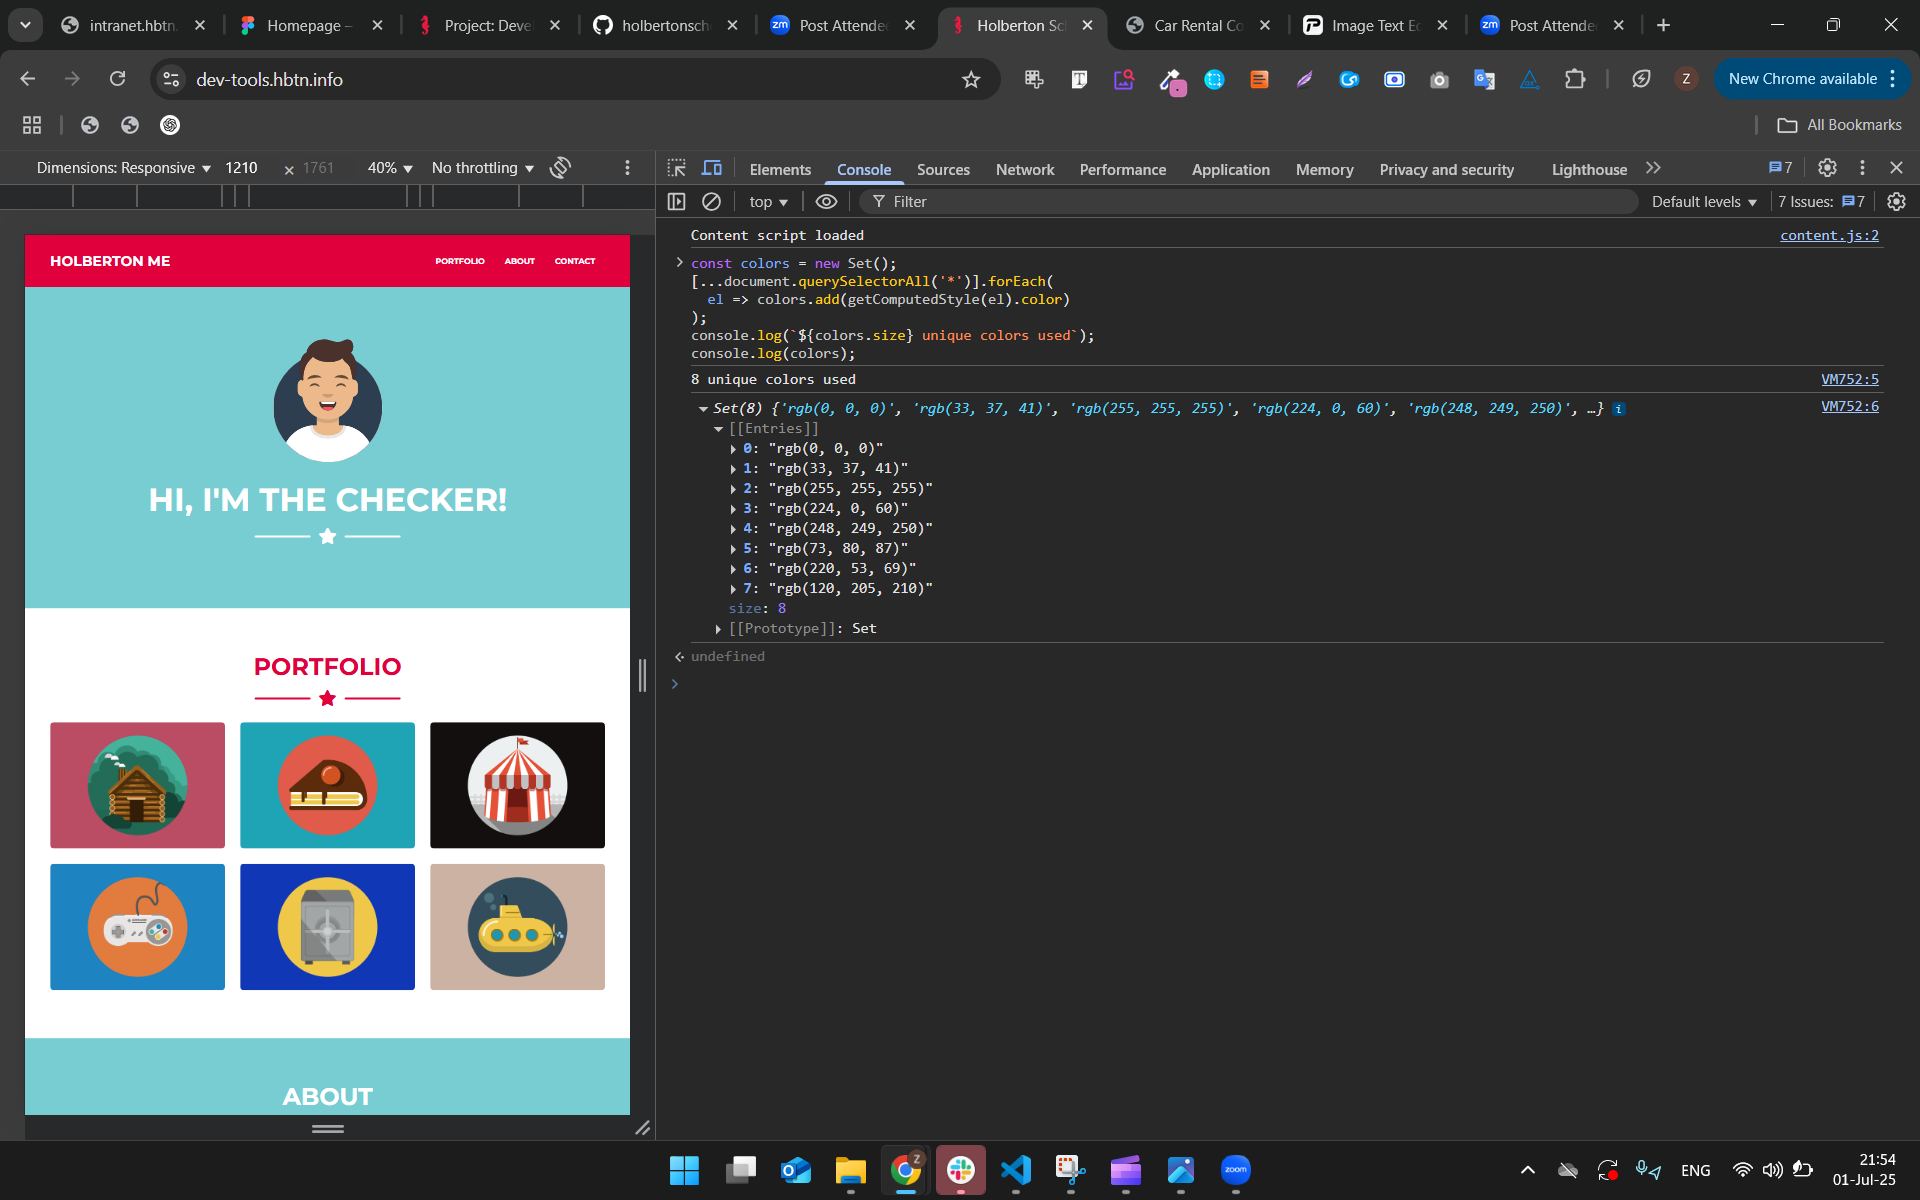 intranet.hbtn.
Homepage –
Project: Deve
holbertonsch
Post Attendee
Holberton Sc
Car Rental Co
Image Text Ec
Post Attende
dev-tools.hbtn.info
Z
New Chrome available
All Bookmarks
Dimensions: Responsive 1210 × 1761 40% No throttling
Elements Console Sources Network Performance Application Memory Privacy and security Lighthouse 7
top Filter Default levels 7 Issues: 7
HOLBERTON ME
PORTFOLIO ABOUT CONTACT
HI, I'M THE CHECKER!
PORTFOLIO
ABOUT
Content script loaded content.js:2
const colors = new Set();
[...document.querySelectorAll('*')].forEach(
el => colors.add(getComputedStyle(el).color)
);
console.log(`${colors.size} unique colors used`);
console.log(colors);
8 unique colors used VM752:5
Set(8) {'rgb(0, 0, 0)', 'rgb(33, 37, 41)', 'rgb(255, 255, 255)', 'rgb(224, 0, 60)', 'rgb(248, 249, 250)', …} i VM752:6
[[Entries]]
0: "rgb(0, 0, 0)"
1: "rgb(33, 37, 41)"
2: "rgb(255, 255, 255)"
3: "rgb(224, 0, 60)"
4: "rgb(248, 249, 250)"
5: "rgb(73, 80, 87)"
6: "rgb(220, 53, 69)"
7: "rgb(120, 205, 210)"
size: 8
[[Prototype]]: Set
undefined
zoom
ENG
21:54
01-Jul-25